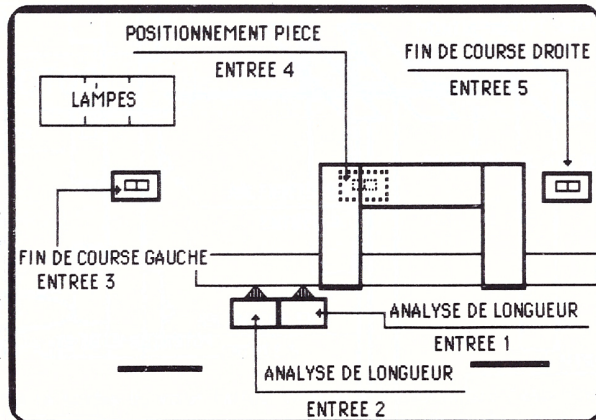 POSITIONNEMENT PIECE
ENTREE 4
FIN DE COURSE DROITE
ENTREE 5
LAMPES
FIN DE COURSE GAUCHE
ENTREE 3
ANALYSE DE LONGUEUR
ENTREE 1
ANALYSE DE LONGUEUR
ENTREE 2